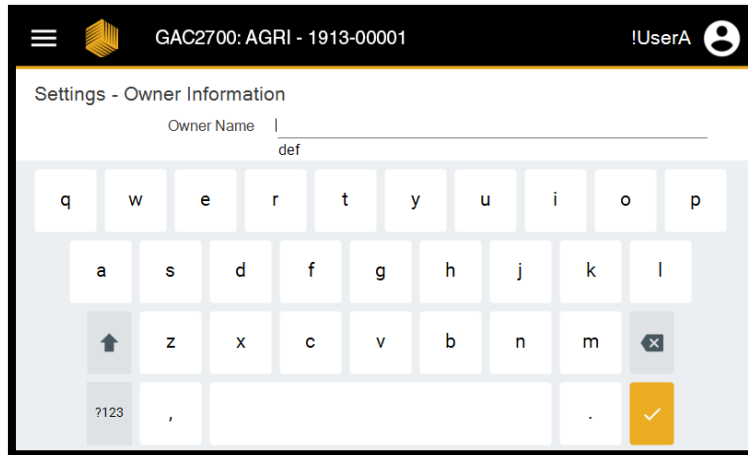 GAC2700: AGRI - 1913-00001 !UserA
Settings - Owner Information
Owner Name
def
q w e r t y u i o p
a s d f g h j k l
z x c v b n m
?123 , .